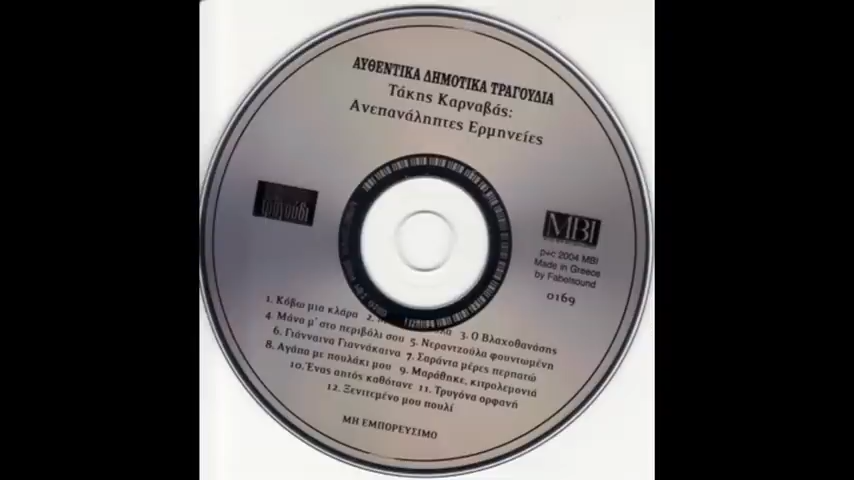 ΑΥΘΕΝΤΙΚΑ ΔΗΜΟΤΙΚΑ ΤΡΑΓΟΥΔΙΑ
Τάκης Καρναβάς:
Ανεπανάληπτες Ερμηνείες
τραγούδι
MBI
p+c 2004 MBI
Made in Greece
by Fabelsound
0169
1. Κόβω μια κλάρα 2. 3. Ο Βλαχοθανάσης
4. Μάνα μ' στο περιβόλι σου 5. Νεραντζούλα φουντωμένη
6. Γιάνναινα Γιαννάκαινα 7. Σαράντα μέρες περπατώ
8. Αγάπα με πουλάκι μου 9. Μαράθηκε, κιτρολεμονιά
10. Ένας αητός καθότανε 11. Τρυγόνα ορφανή
12. Ξενιτεμένο μου πουλί
ΜΗ ΕΜΠΟΡΕΥΣΙΜΟ